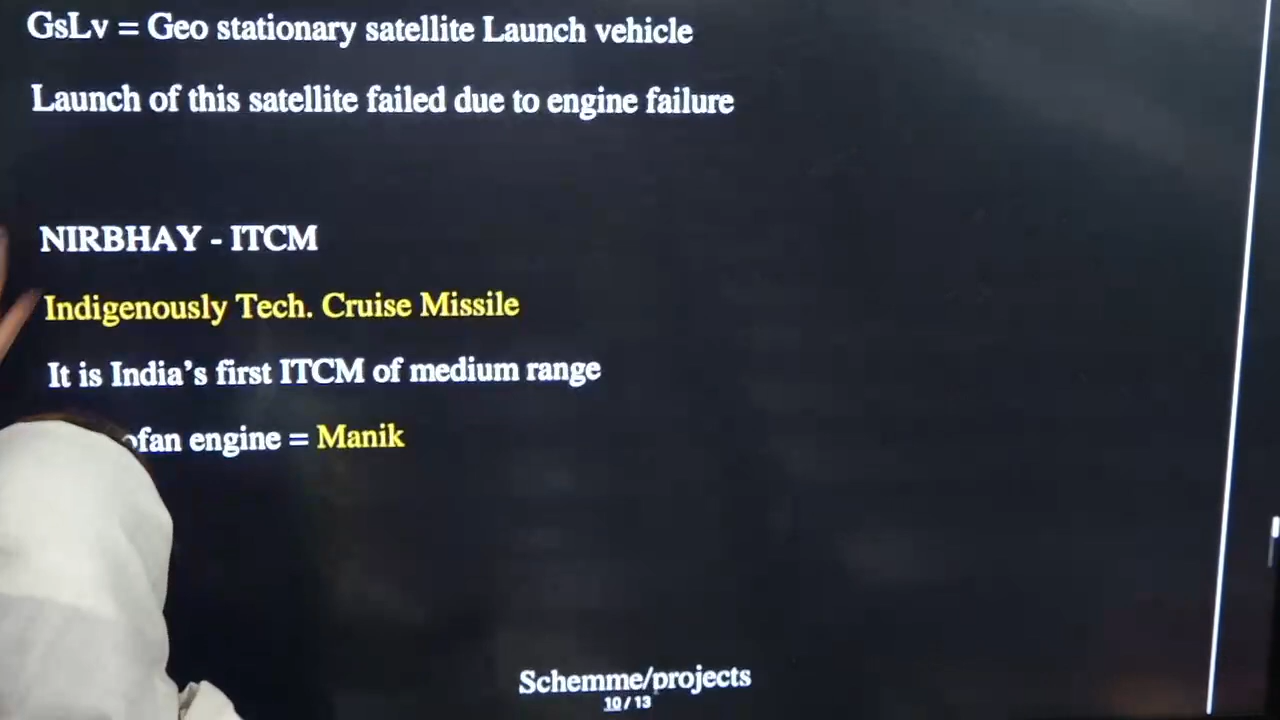 GsLv = Geo stationary satellite Launch vehicle
Launch of this satellite failed due to engine failure
NIRBHAY - ITCM
Indigenously Tech. Cruise Missile
It is India's first ITCM of medium range
engine = Manik
Schemme/projects
10 / 13